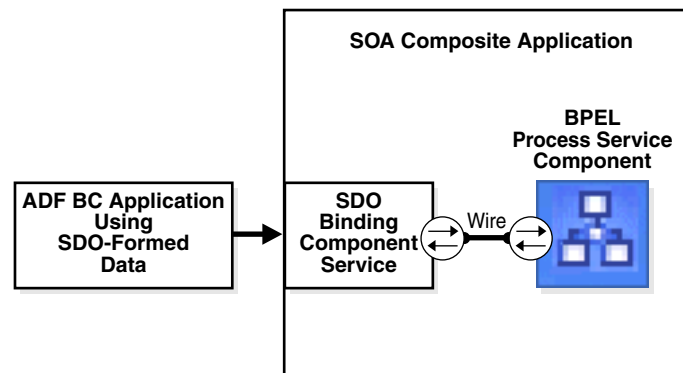 SOA Composite Application
BPEL
Process Service
Component
ADF BC Application
Using
SDO-Formed
Data
SDO
Binding
Component
Service
Wire